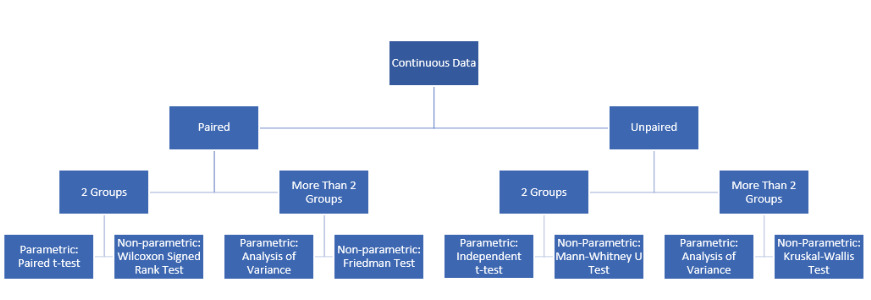 Continuous Data
Paired
Unpaired
2 Groups
More Than 2
Groups
2 Groups
More Than 2
Groups
Parametric:
Paired t-test
Non-parametric:
Wilcoxon Signed
Rank Test
Parametric:
Analysis of
Variance
Non-parametric:
Friedman Test
Parametric:
Independent
t-test
Non-Parametric:
Mann-Whitney U
Test
Parametric:
Analysis of
Variance
Non-Parametric:
Kruskal-Wallis
Test